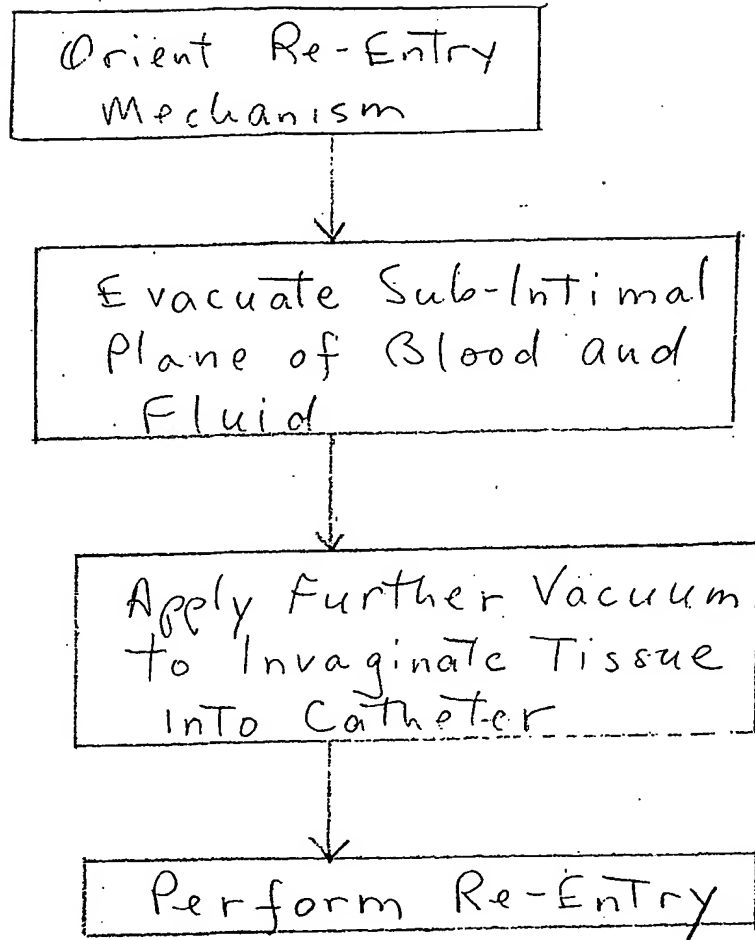 Orient Re-Entry
Mechanism
Evacuate Sub-Intimal
Plane of Blood and
Fluid
Apply Further Vacuum
to Invaginate Tissue
Into Catheter
Perform Re-Entry